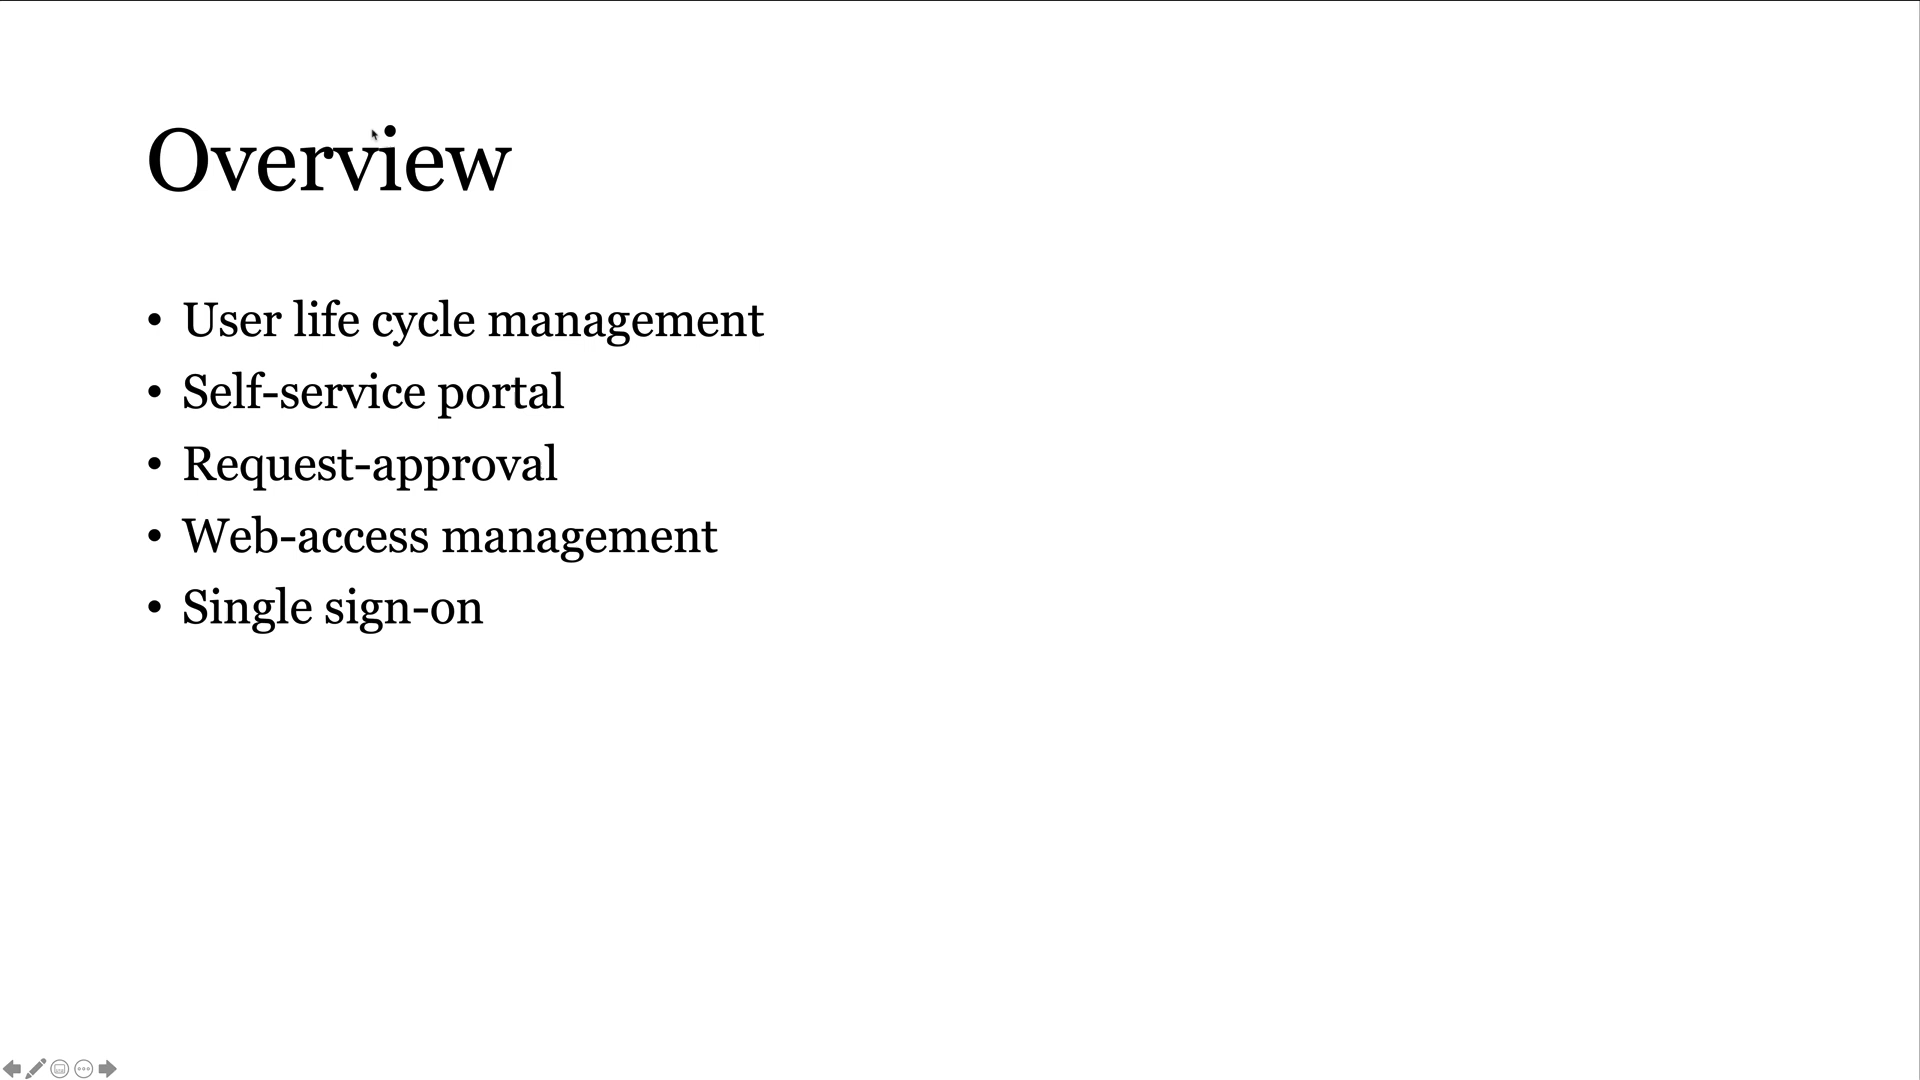 Overview
• User life cycle management
• Self-service portal
• Request-approval
• Web-access management
• Single sign-on